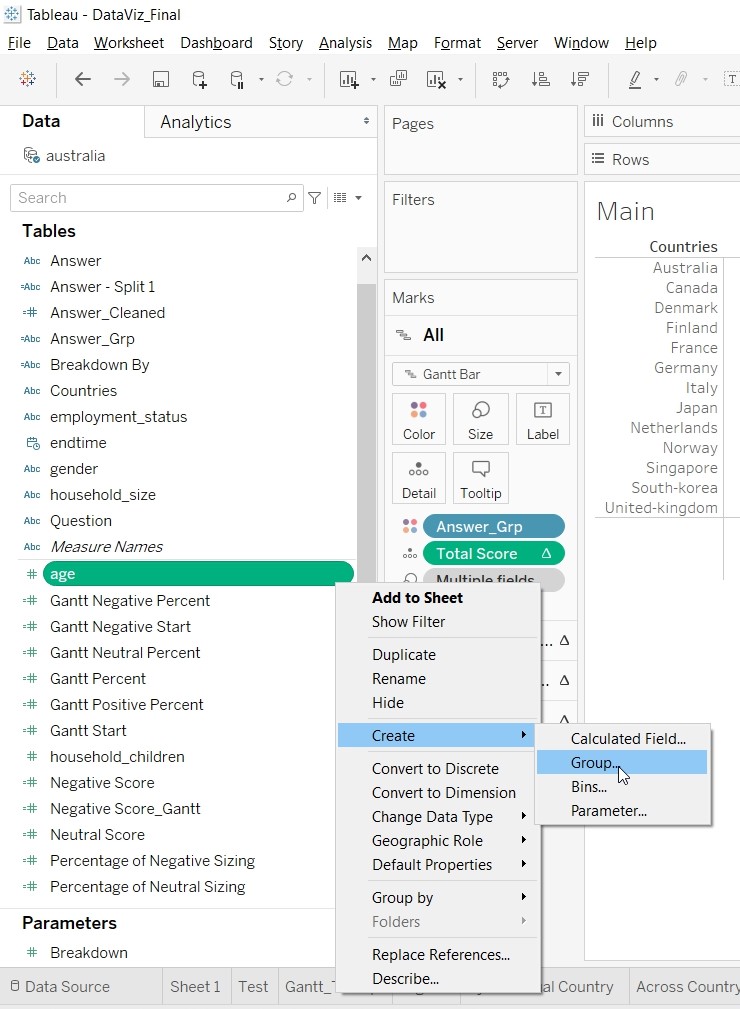 Tableau - DataViz_Final
File Data Worksheet Dashboard Story Analysis Map Format Server Window Help
Data
Analytics
australia
Search
Tables
Abc Answer
=Abc Answer - Split 1
=# Answer_Cleaned
=Abc Answer_Grp
=Abc Breakdown By
Abc Countries
Abc employment_status
endtime
Abc gender
Abc household_size
Abc Question
Abc Measure Names
# age
=# Gantt Negative Percent
=# Gantt Negative Start
=# Gantt Neutral Percent
=# Gantt Percent
=# Gantt Positive Percent
=# Gantt Start
# household_children
=# Negative Score
=# Negative Score_Gantt
=# Neutral Score
=# Percentage of Negative Sizing
=# Percentage of Neutral Sizing
Parameters
# Breakdown
Pages
Filters
Marks
All
Gantt Bar
Color Size Label
T
Detail Tooltip
Answer_Grp
Total Score Δ
Multiple fields
... Δ
.. Δ
Δ
Columns
Rows
Main
Countries
Australia
Canada
Denmark
Finland
France
Germany
Italy
Japan
Netherlands
Norway
Singapore
South-korea
United-kingdom
Add to Sheet
Show Filter
Duplicate
Rename
Hide
Create
Convert to Discrete
Convert to Dimension
Change Data Type
Geographic Role
Default Properties
Group by
Folders
Replace References...
Describe...
Calculated Field...
Group...
Bins...
Parameter...
Data Source Sheet 1 Test Country Across Country